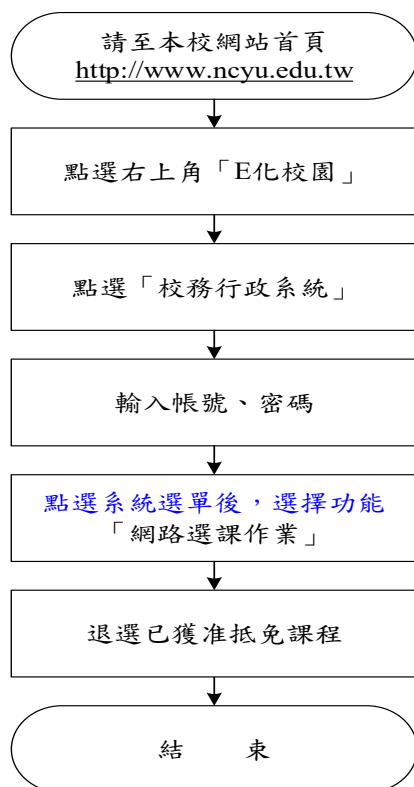 請至本校網站首頁
http://www.ncyu.edu.tw
點選右上角「E化校園」
點選「校務行政系統」
輸入帳號、密碼
點選系統選單後，選擇功能
「網路選課作業」
退選已獲准抵免課程
結　　束